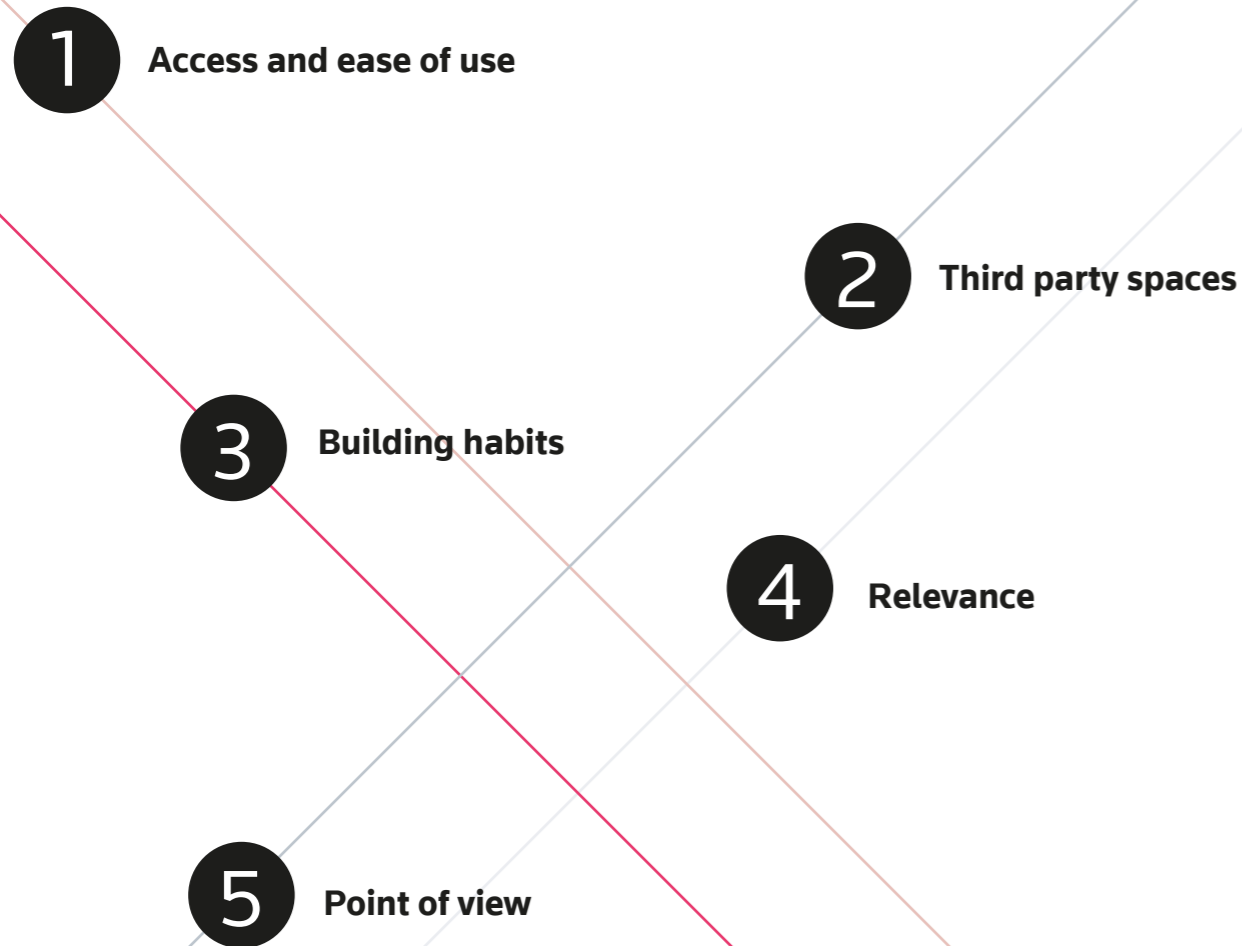 1 Access and ease of use
2 Third party spaces
3 Building habits
4 Relevance
5 Point of view